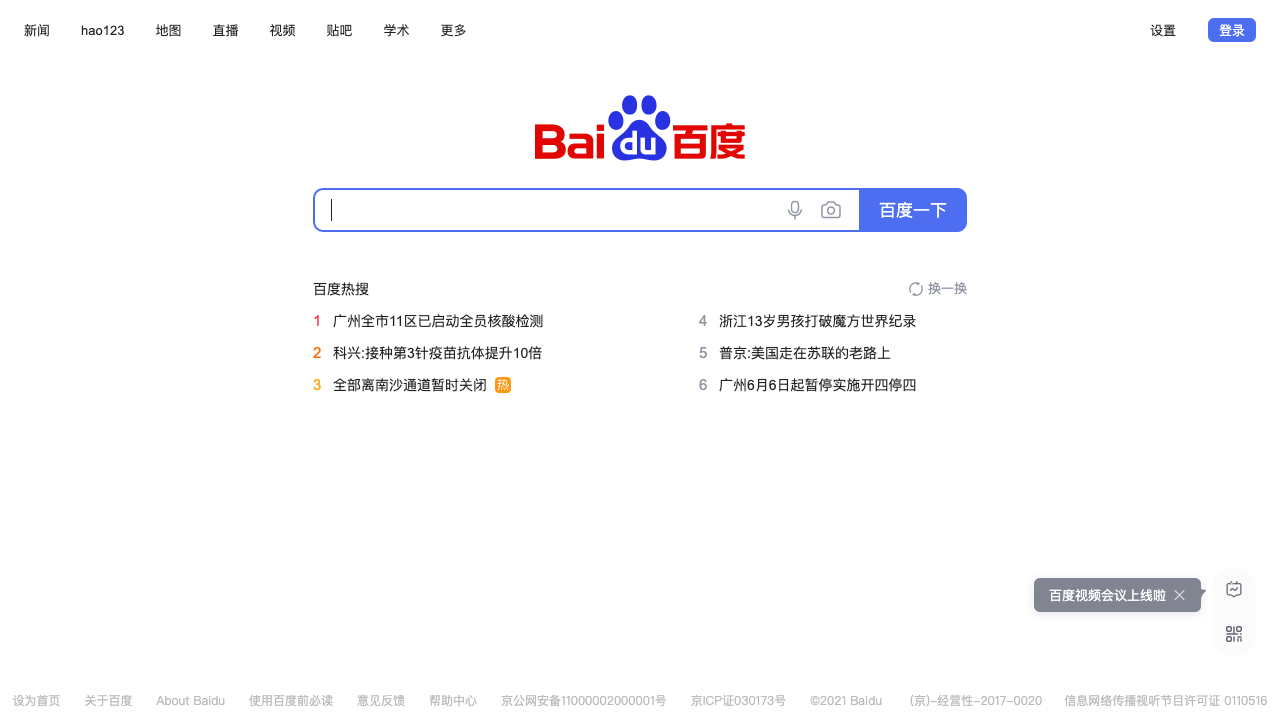 新闻 hao123 地图 直播 视频 贴吧 学术 更多 设置 登录
Bai du 百度
百度一下
百度热搜 换一换
1 广州全市11区已启动全员核酸检测
2 科兴:接种第3针疫苗抗体提升10倍
3 全部离南沙通道暂时关闭 热
4 浙江13岁男孩打破魔方世界纪录
5 普京:美国走在苏联的老路上
6 广州6月6日起暂停实施开四停四
百度视频会议上线啦
设为首页 关于百度 About Baidu 使用百度前必读 意见反馈 帮助中心 京公网安备11000002000001号 京ICP证030173号 ©2021 Baidu (京)-经营性-2017-0020 信息网络传播视听节目许可证 0110516